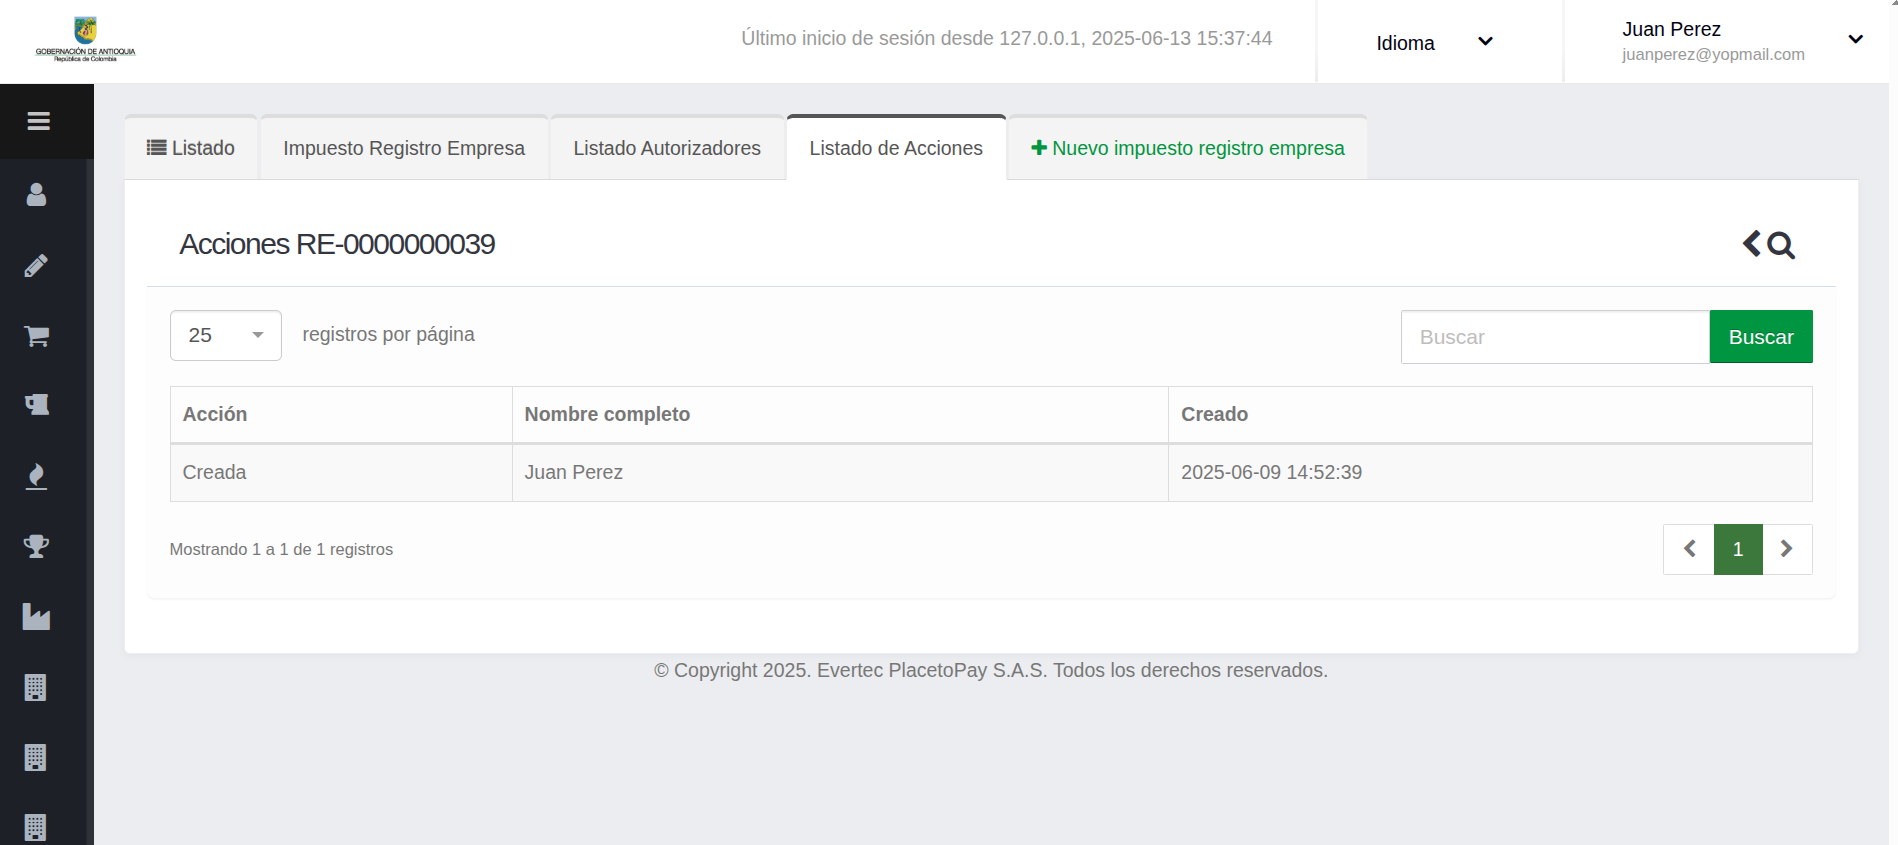 GOBERNACIÓN DE ANTIOQUIA
República de Colombia
Último inicio de sesión desde 127.0.0.1, 2025-06-13 15:37:44
Idioma
Juan Perez
juanperez@yopmail.com
Listado
Impuesto Registro Empresa
Listado Autorizadores
Listado de Acciones
Nuevo impuesto registro empresa
Acciones RE-0000000039
25
registros por página
Buscar
Buscar
Acción
Nombre completo
Creado
Creada
Juan Perez
2025-06-09 14:52:39
Mostrando 1 a 1 de 1 registros
1
© Copyright 2025. Evertec PlacetoPay S.A.S. Todos los derechos reservados.